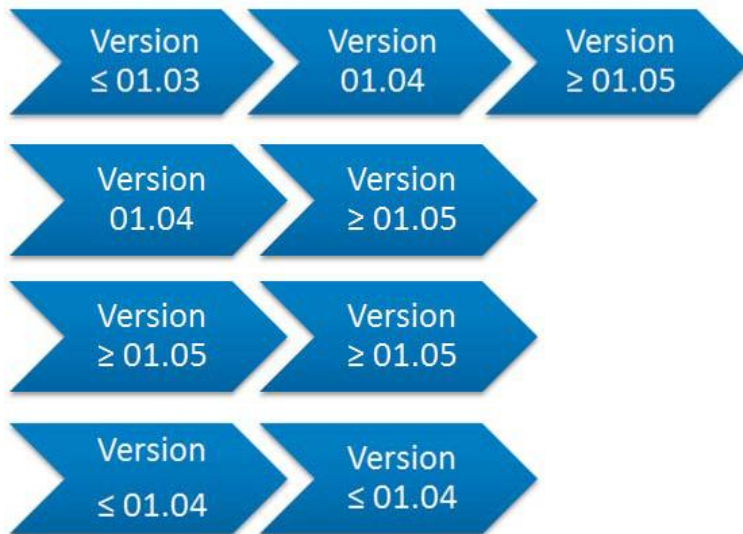 Version Version Version
≤ 01.03 01.04 ≥ 01.05
Version Version
01.04 ≥ 01.05
Version Version
≥ 01.05 ≥ 01.05
Version Version
≤ 01.04 ≤ 01.04